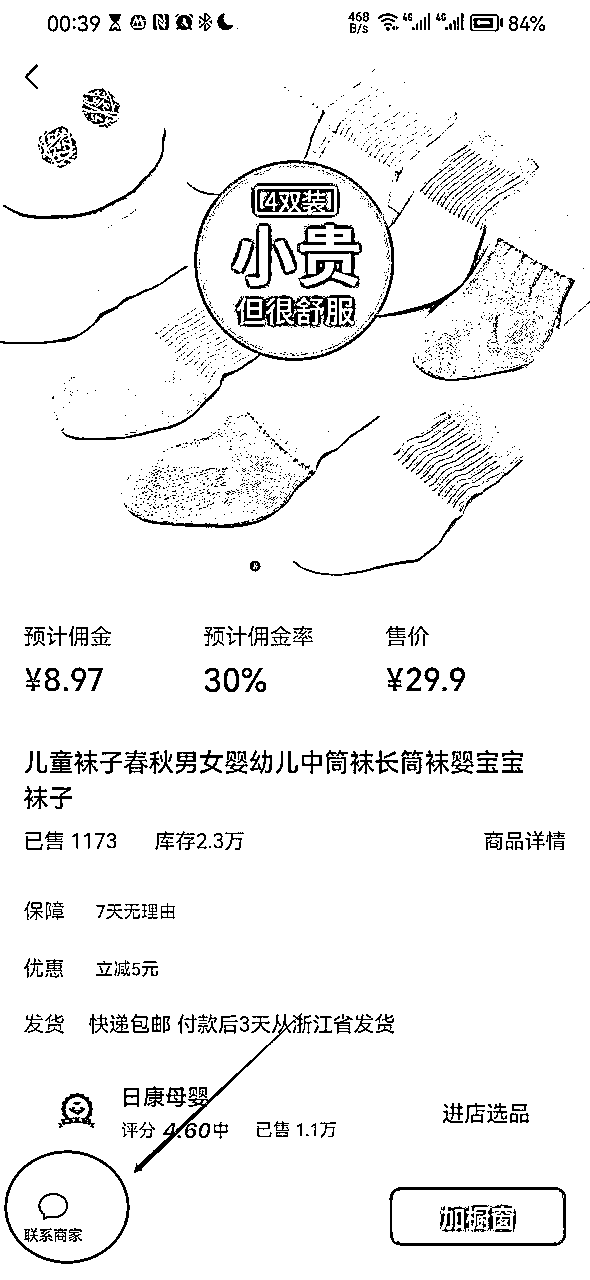 00:39 468 B/s 4G 4G 84%
4双装
小贵
但很舒服
预计佣金 预计佣金率 售价
¥8.97 30% ¥29.9
儿童袜子春秋男女婴幼儿中筒袜长筒袜婴宝宝
袜子
已售 1173 库存2.3万 商品详情
保障 7天无理由
优惠 立减5元
发货 快递包邮 付款后3天从浙江省发货
日康母婴 进店选品
评分 4.60 中 已售 1.1万
联系商家 加橱窗